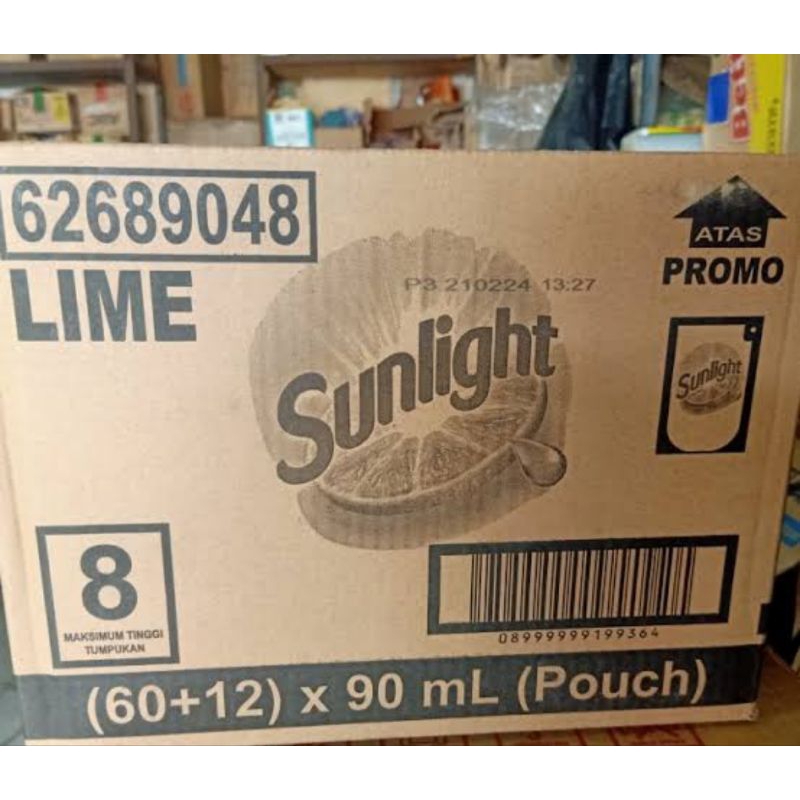 62689048
LIME
P3 210224 13:27
Sunlight
ATAS
PROMO
Sunlight
8
MAKSIMUM TINGGI
TUMPUKAN
08999999199364
(60+12) x 90 mL (Pouch)